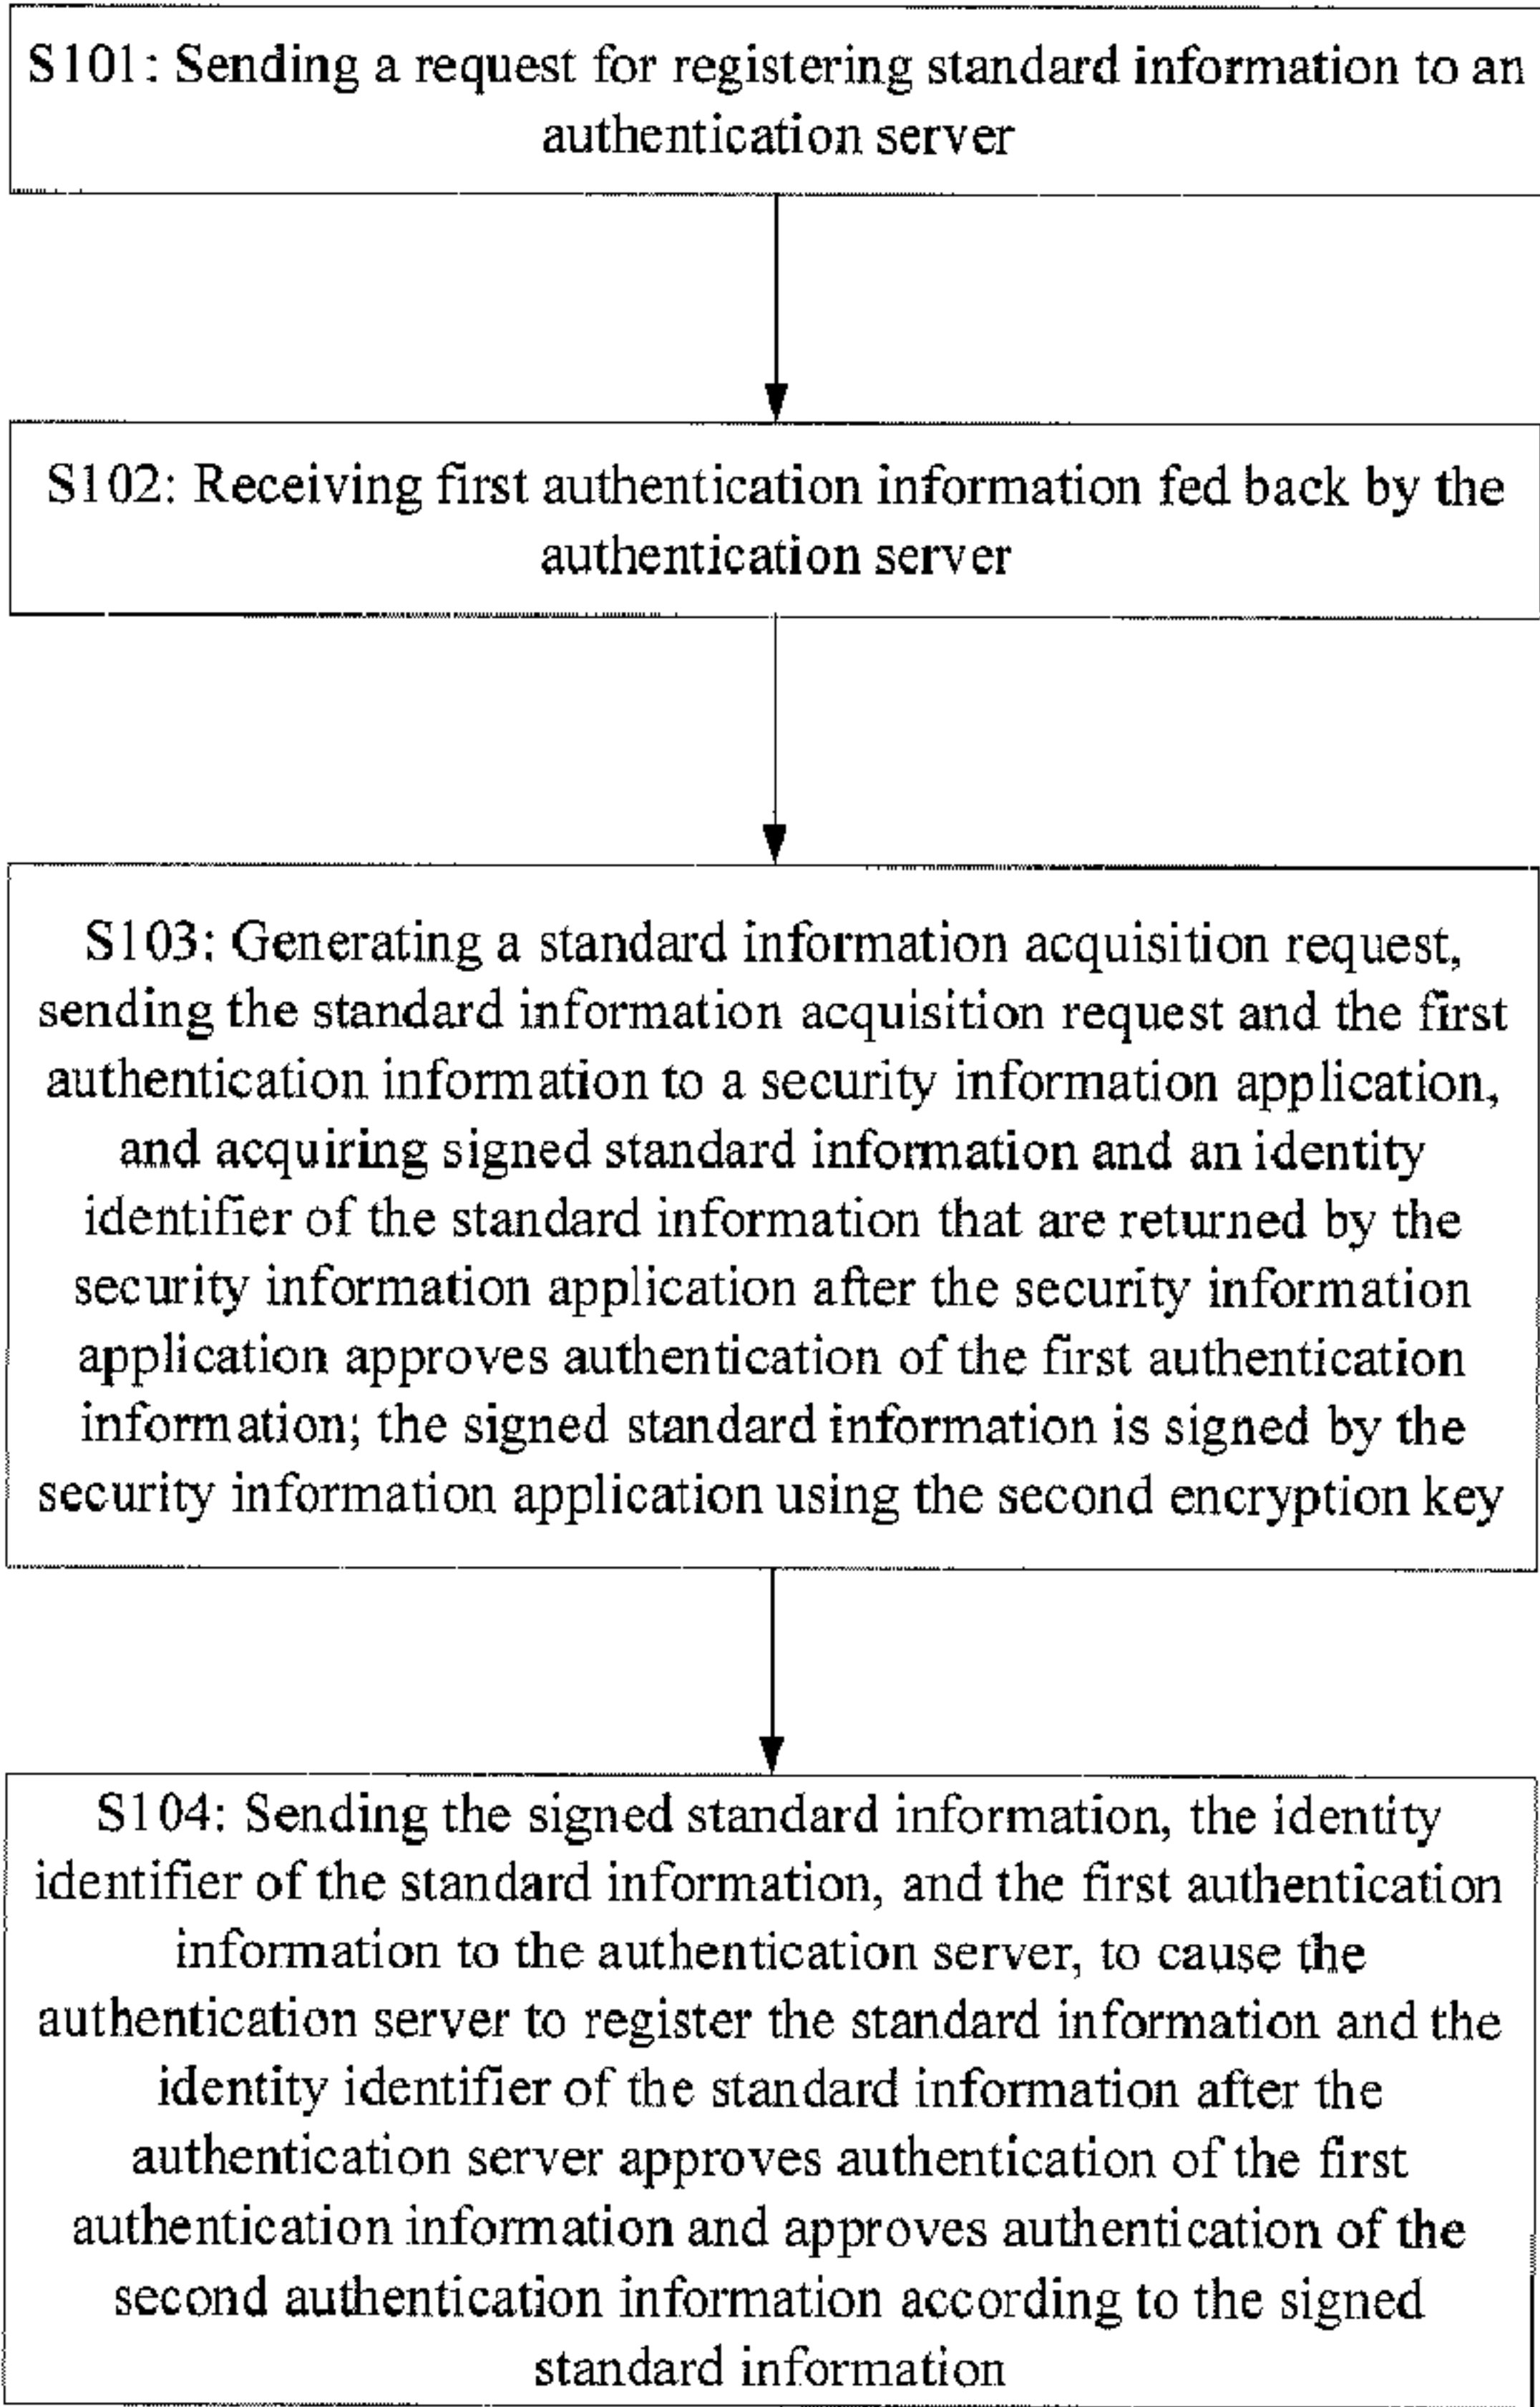 S101: Sending a request for registering standard information to an
authentication server
S102: Receiving first authentication information fed back by the
authentication server
S103: Generating a standard information acquisition request,
sending the standard information acquisition request and the first
authentication information to a security information application,
and acquiring signed standard information and an identity
identifier of the standard information that are returned by the
security information application after the security information
application approves authentication of the first authentication
information; the signed standard information is signed by the
security information application using the second encryption key
S104: Sending the signed standard information, the identity
identifier of the standard information, and the first authentication
information to the authentication server, to cause the
authentication server to register the standard information and the
identity identifier of the standard information after the
authentication server approves authentication of the first
authentication information and approves authentication of the
second authentication information according to the signed
standard information